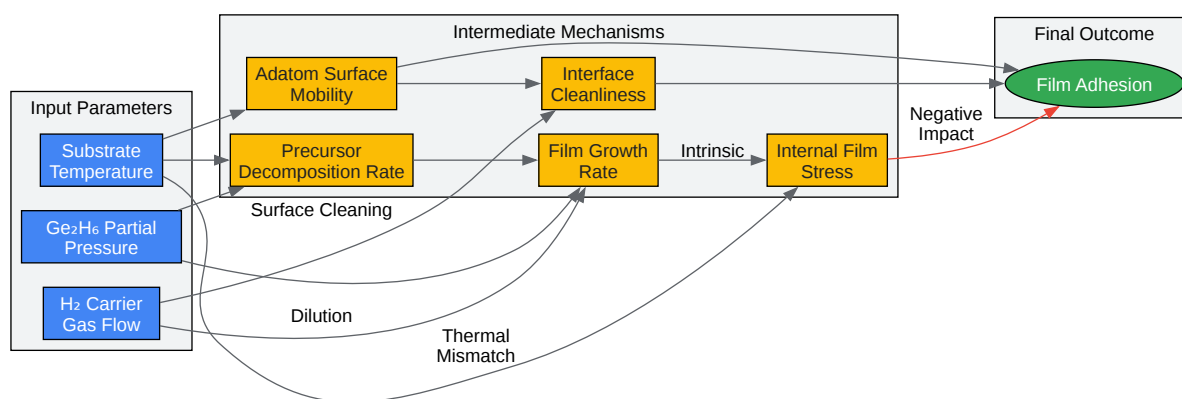 Intermediate Mechanisms
Final Outcome
Input Parameters
Adatom Surface
Mobility
Interface
Cleanliness
Film Adhesion
Negative
Impact
Substrate
Temperature
Precursor
Decomposition Rate
Film Growth
Rate
Intrinsic
Internal Film
Stress
Surface Cleaning
Ge₂H₆ Partial
Pressure
H₂ Carrier
Gas Flow
Dilution
Thermal
Mismatch